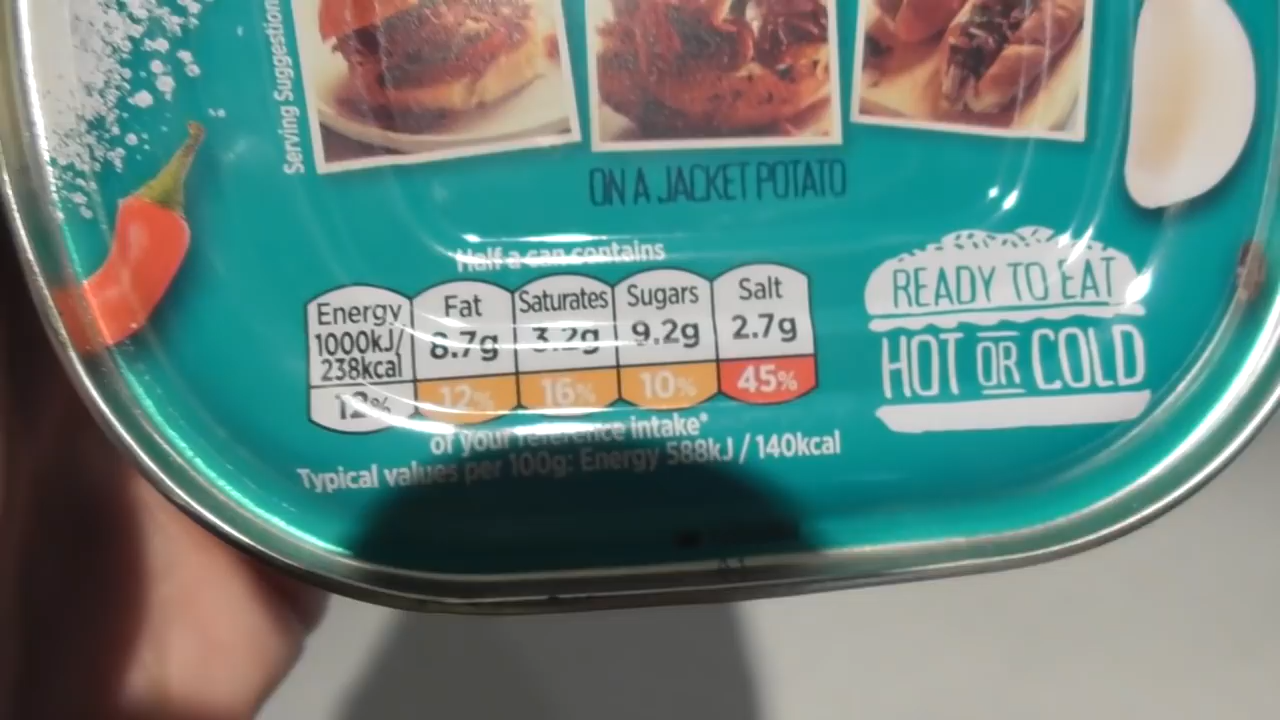 Serving Suggestion
ON A JACKET POTATO
Half a can contains
Energy 1000kJ/ 238kcal 12%
Fat 8.7g 12%
Saturates 3.2g 16%
Sugars 9.2g 10%
Salt 2.7g 45%
of your reference intake*
Typical values per 100g: Energy 588kJ / 140kcal
READY TO EAT
HOT OR COLD